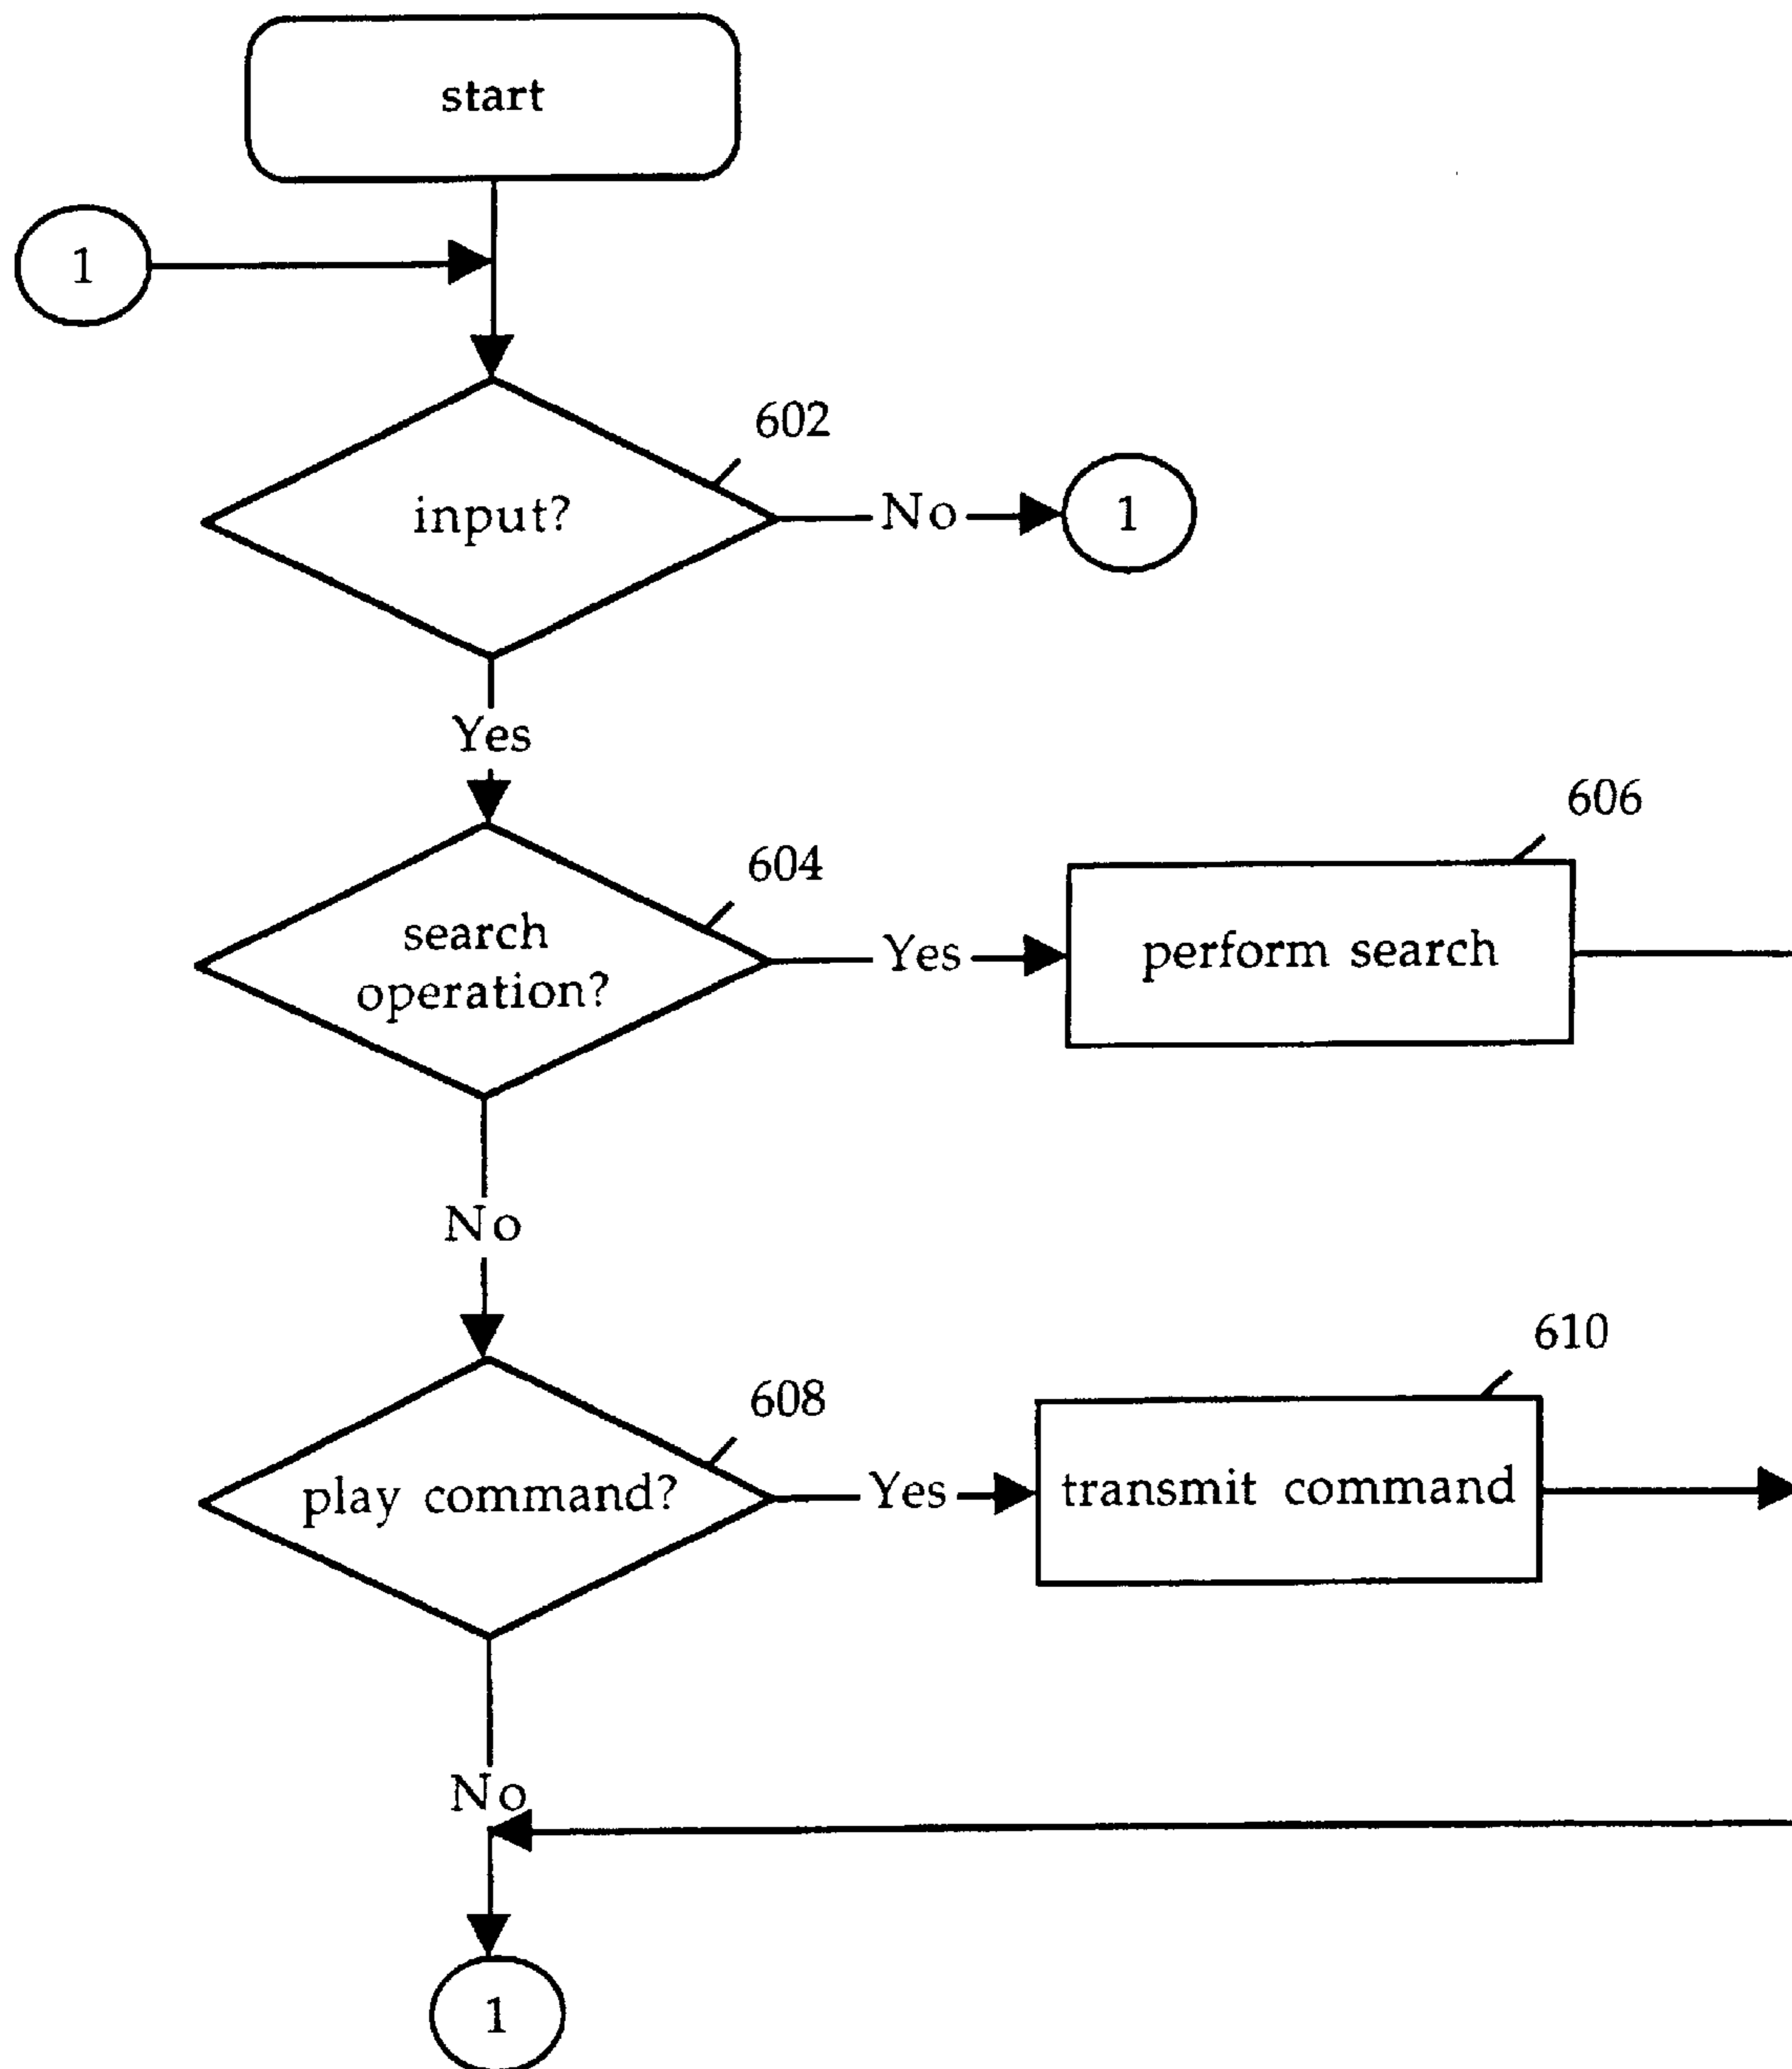 start
1
602
input?
No
1
Yes
606
604
search
operation?
Yes
perform search
No
610
608
play command?
Yes
transmit command
No
1